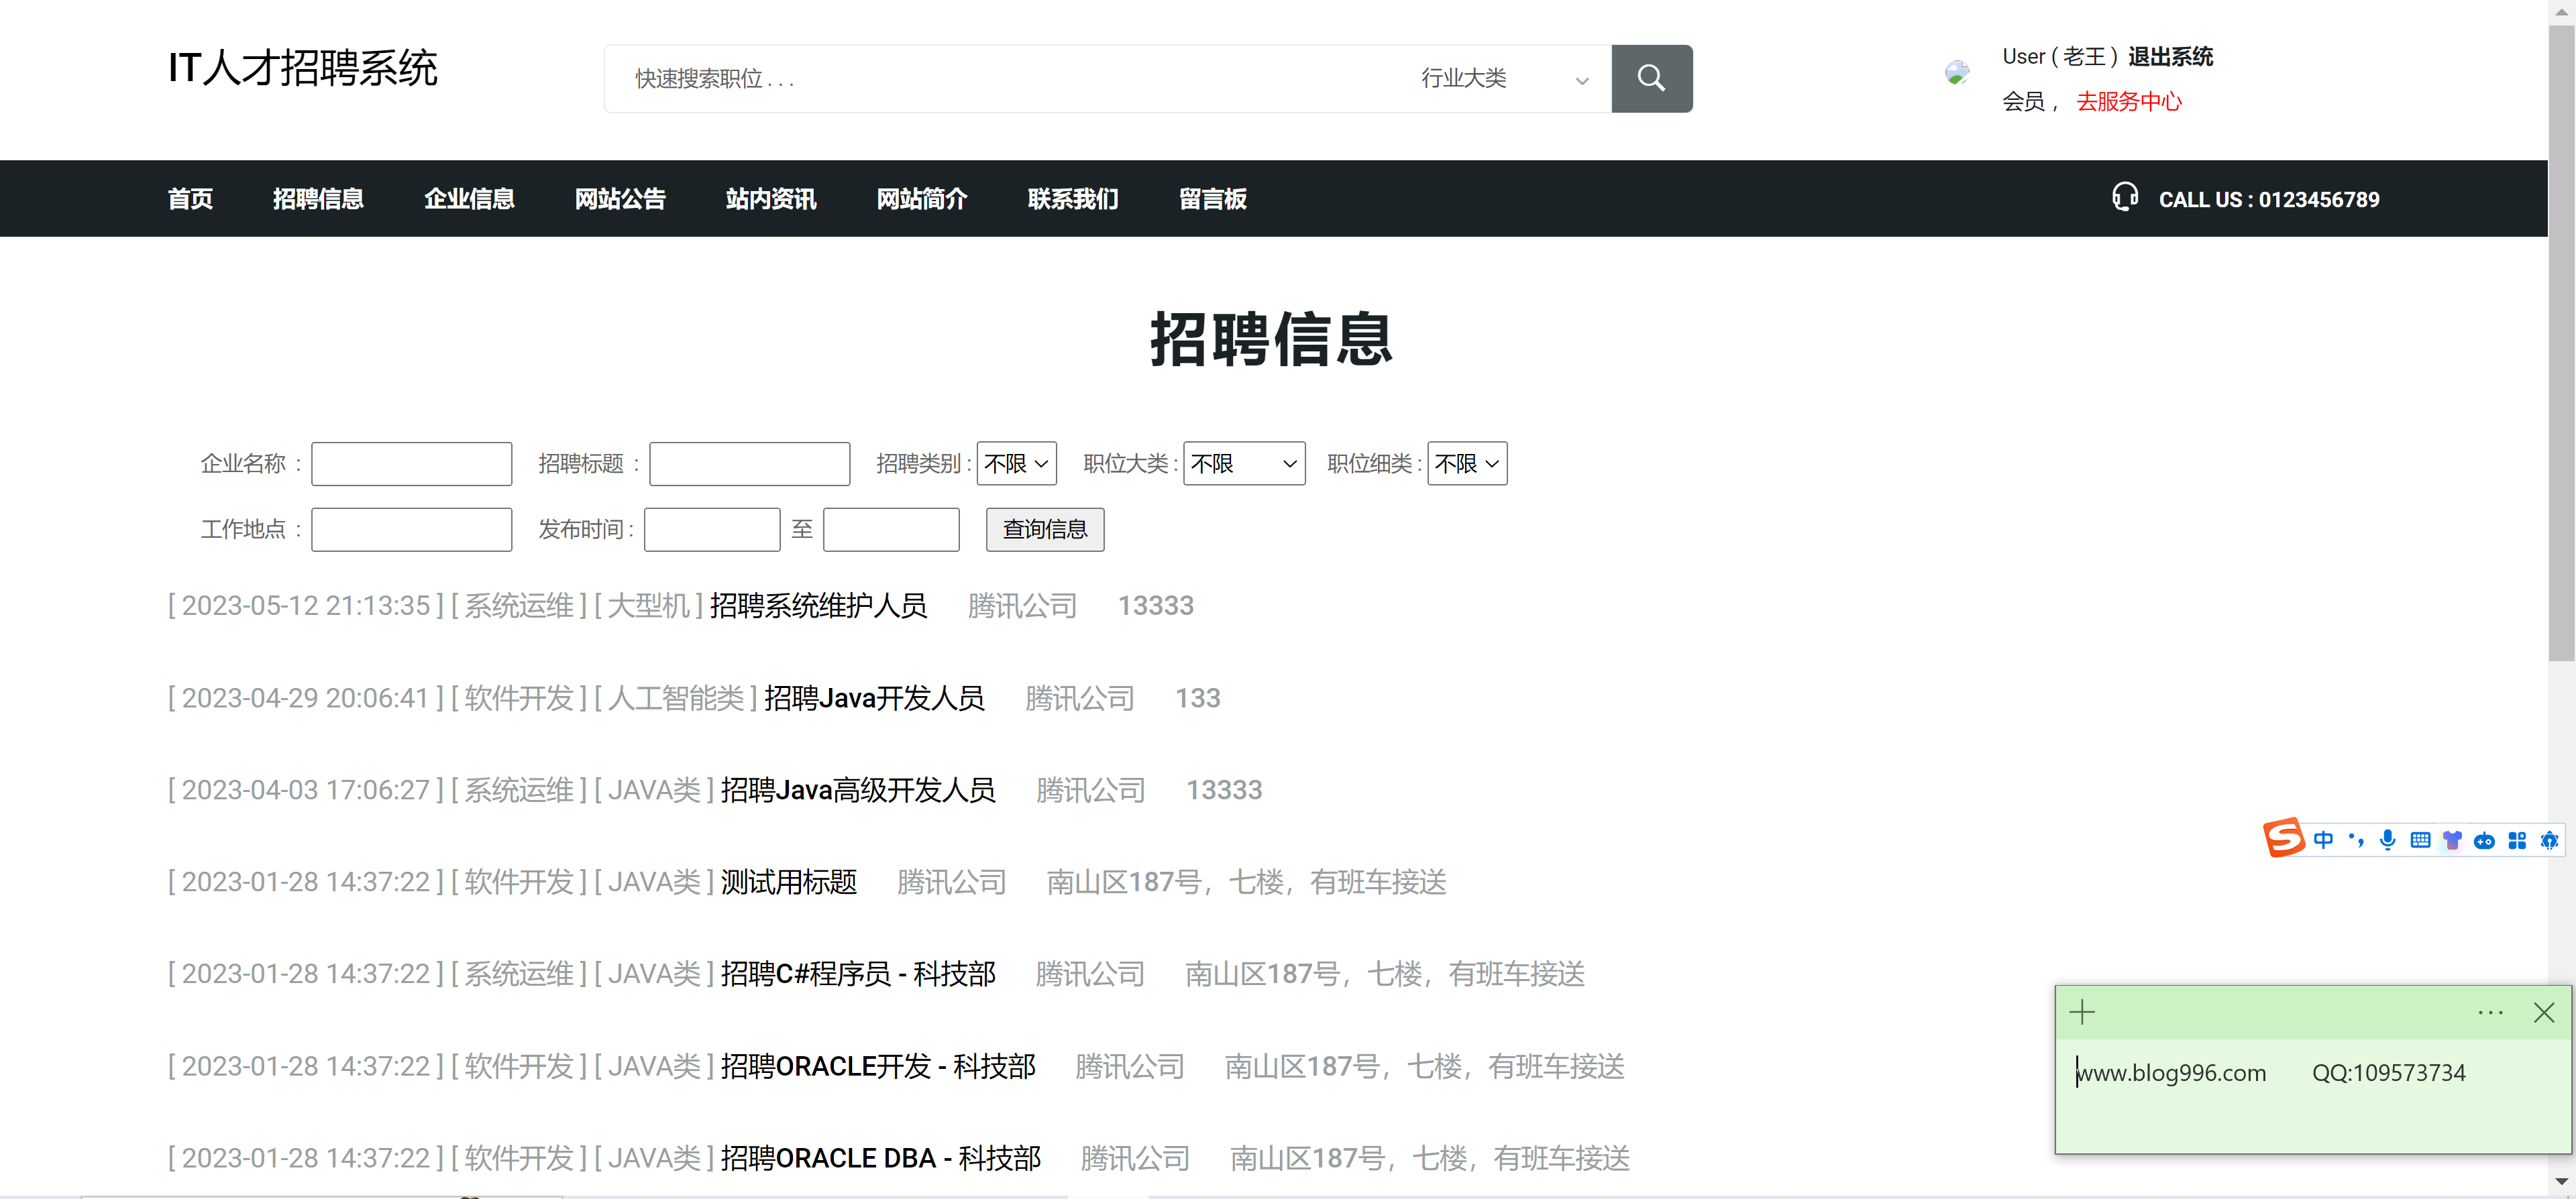 IT人才招聘系统
快速搜索职位 . . .
行业大类
User ( 老王 ) 退出系统
会员 ， 去服务中心
首页 招聘信息 企业信息 网站公告 站内资讯 网站简介 联系我们 留言板
CALL US : 0123456789
招聘信息
企业名称 : 招聘标题 : 招聘类别 : 不限 职位大类 : 不限 职位细类 : 不限
工作地点 : 发布时间 : 至 查询信息
[ 2023-05-12 21:13:35 ] [ 系统运维 ] [ 大型机 ] 招聘系统维护人员 腾讯公司 13333
[ 2023-04-29 20:06:41 ] [ 软件开发 ] [ 人工智能类 ] 招聘Java开发人员 腾讯公司 133
[ 2023-04-03 17:06:27 ] [ 系统运维 ] [ JAVA类 ] 招聘Java高级开发人员 腾讯公司 13333
[ 2023-01-28 14:37:22 ] [ 软件开发 ] [ JAVA类 ] 测试用标题 腾讯公司 南山区187号，七楼，有班车接送
[ 2023-01-28 14:37:22 ] [ 系统运维 ] [ JAVA类 ] 招聘C#程序员 - 科技部 腾讯公司 南山区187号，七楼，有班车接送
[ 2023-01-28 14:37:22 ] [ 软件开发 ] [ JAVA类 ] 招聘ORACLE开发 - 科技部 腾讯公司 南山区187号，七楼，有班车接送
[ 2023-01-28 14:37:22 ] [ 软件开发 ] [ JAVA类 ] 招聘ORACLE DBA - 科技部 腾讯公司 南山区187号，七楼，有班车接送
中
www.blog996.com QQ:109573734